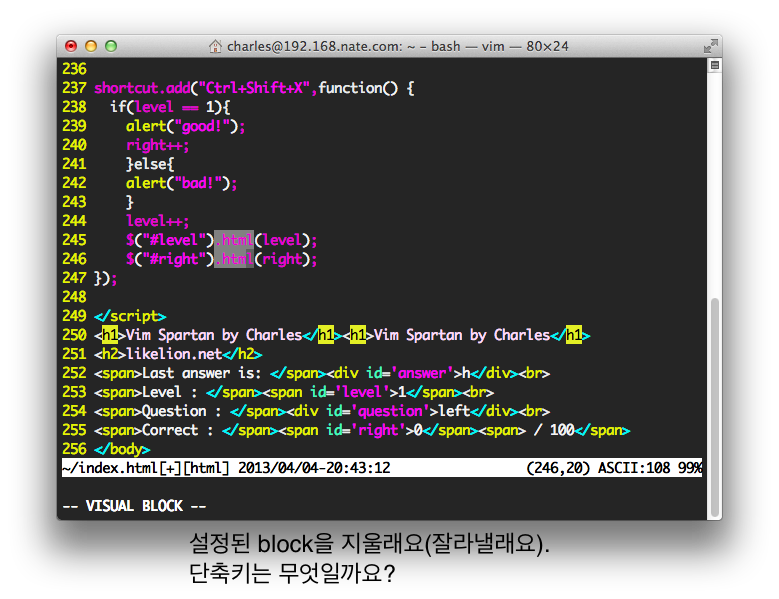 charles@192.168.nate.com: ~ – bash — vim — 80×24
236
237 shortcut.add("Ctrl+Shift+X",function() {
238   if(level == 1){
239     alert("good!");
240     right++;
241     }else{
242     alert("bad!");
243     }
244     level++;
245     $("#level").html(level);
246     $("#right").html(right);
247 });
248
249 </script>
250 <h1>Vim Spartan by Charles</h1><h1>Vim Spartan by Charles</h1>
251 <h2>likelion.net</h2>
252 <span>Last answer is: </span><div id='answer'>h</div><br>
253 <span>Level : </span><span id='level'>1</span><br>
254 <span>Question : </span><div id='question'>left</div><br>
255 <span>Correct : </span><span id='right'>0</span><span> / 100</span>
256 </body>
~/index.html[+][html] 2013/04/04-20:43:12 (246,20) ASCII:108 99%
-- VISUAL BLOCK --
설정된 block을 지울래요(잘라낼래요).
단축키는 무엇일까요?